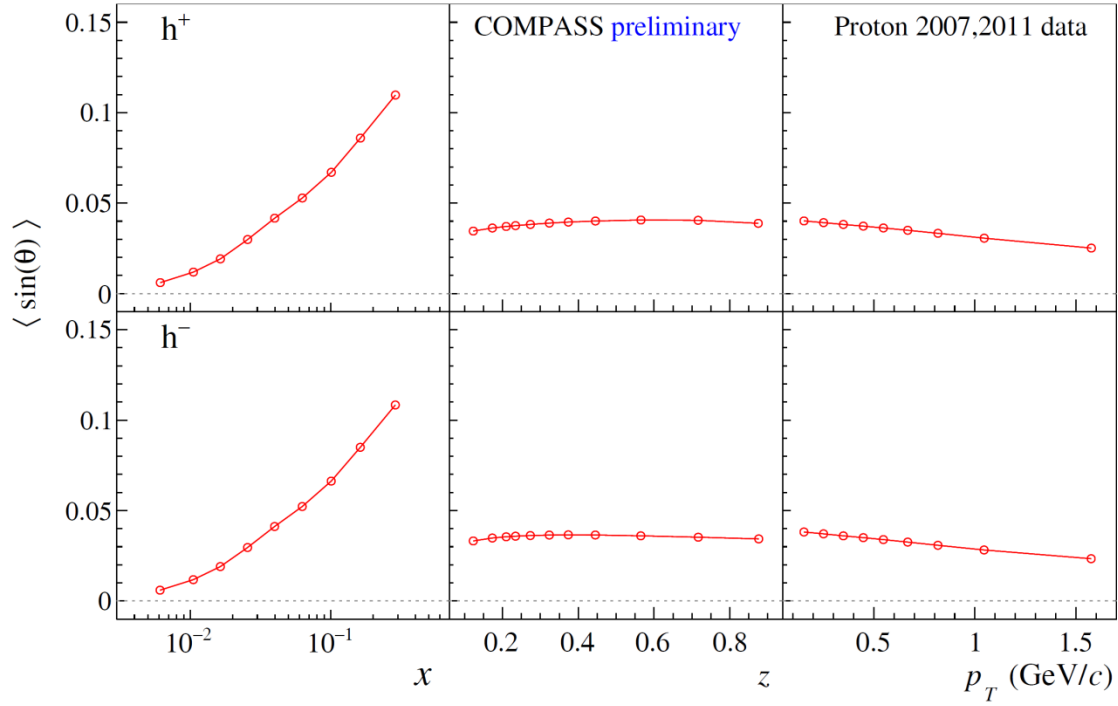 h⁺ COMPASS preliminary Proton 2007,2011 data
0.15
0.1
0.05
0
h⁻
0.15
0.1
0.05
0
⟨ sin(θ) ⟩
10⁻² 10⁻¹ 0.2 0.4 0.6 0.8 0.5 1 1.5
x z p_T (GeV/c)